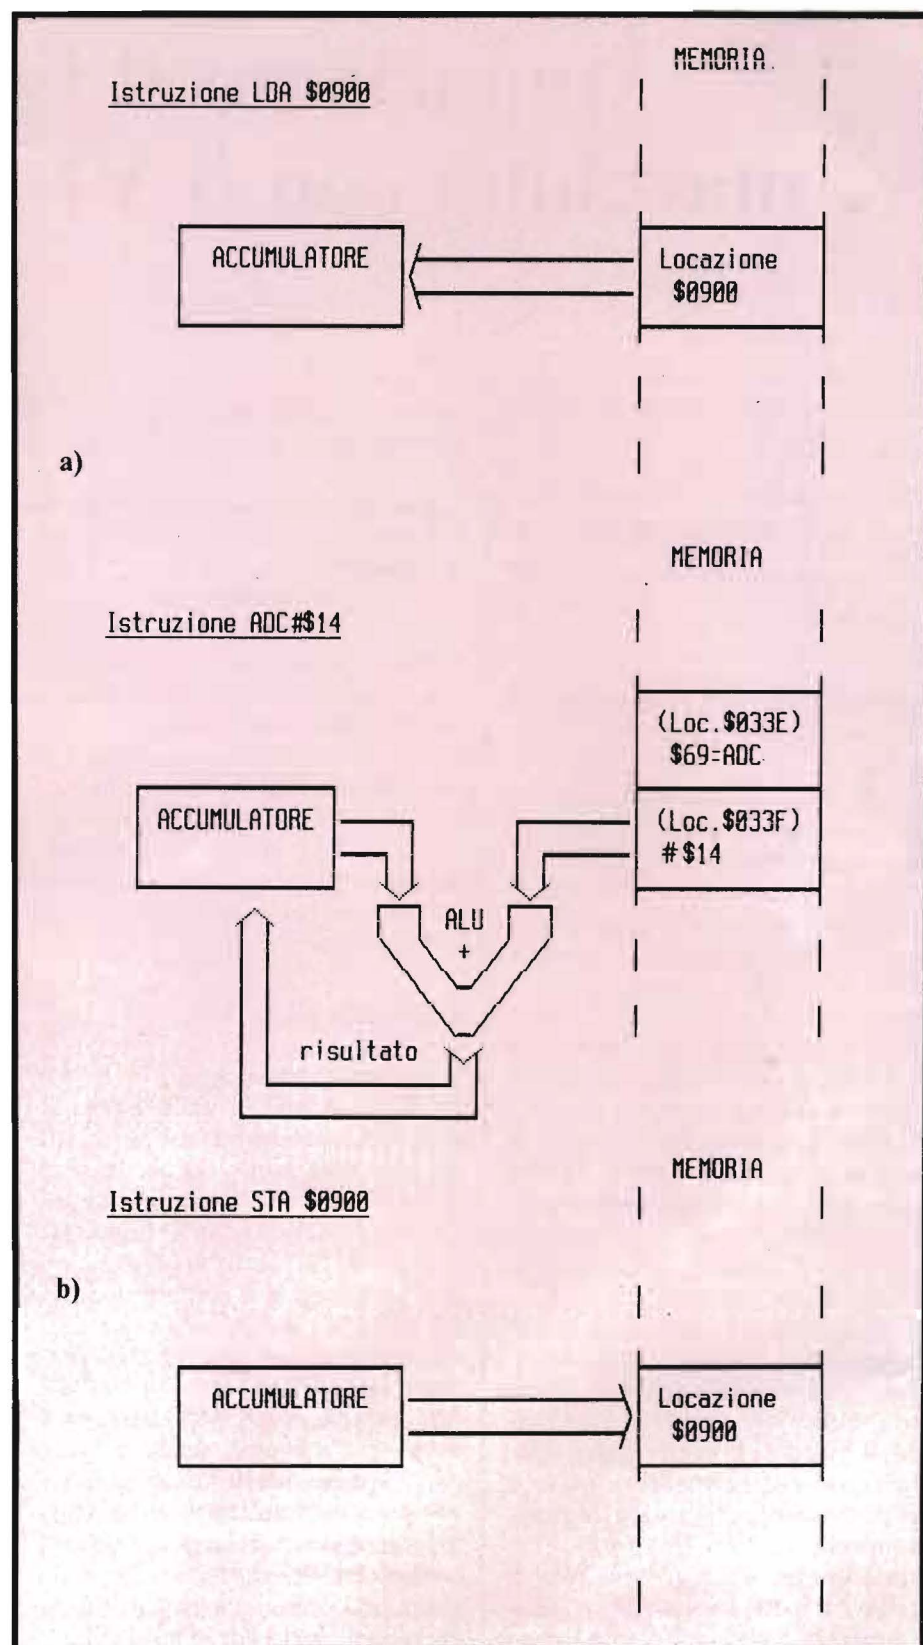 MEMORIA
Istruzione LDA $0900
ACCUMULATORE
Locazione
$0900
a)
MEMORIA
Istruzione ADC#$14
(Loc.$033E)
$69=ADC
ACCUMULATORE
(Loc.$033F)
#$14
ALU
+
risultato
MEMORIA
Istruzione STA $0900
b)
ACCUMULATORE
Locazione
$0900